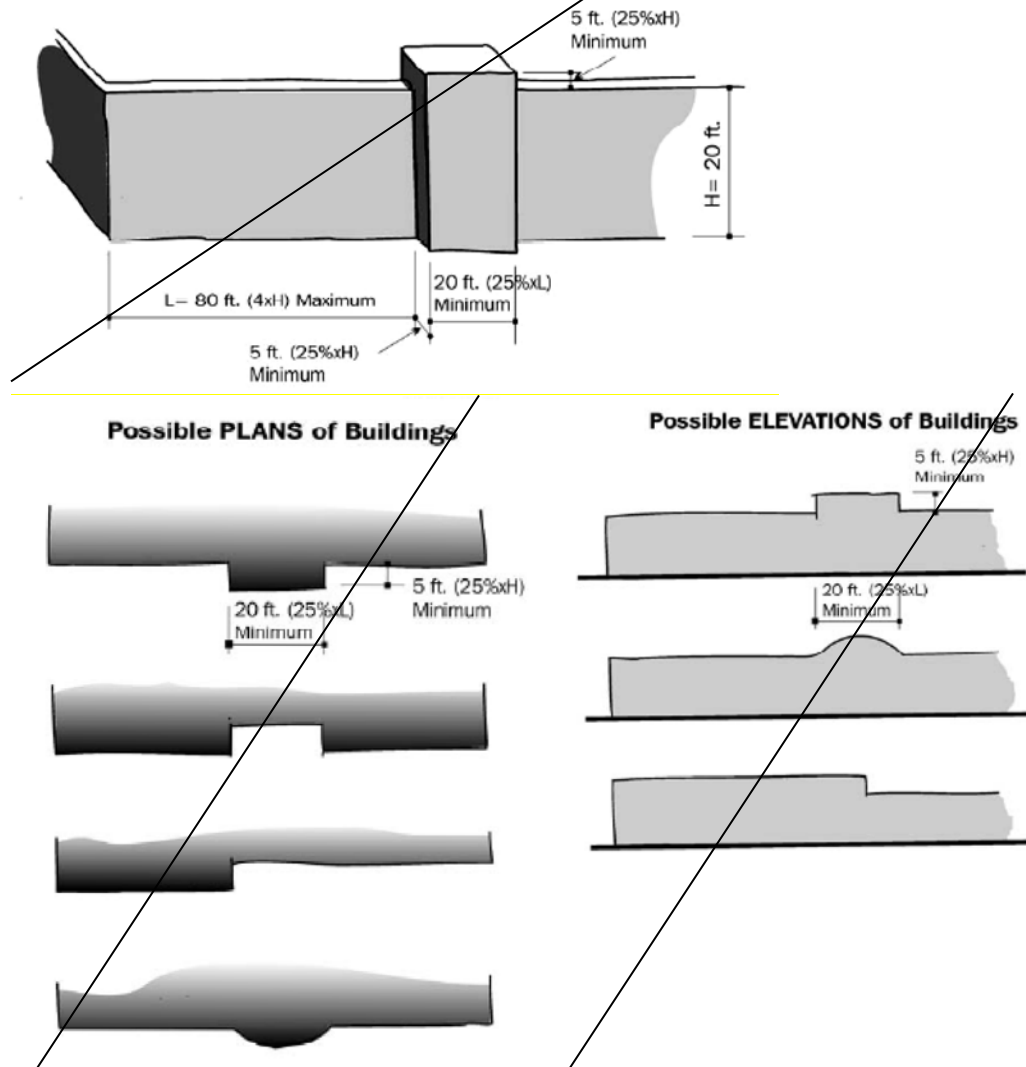 5 ft. (25%xH)
Minimum
H= 20 ft.
20 ft. (25%xL)
Minimum
L= 80 ft. (4xH) Maximum
5 ft. (25%xH)
Minimum
Possible PLANS of Buildings
5 ft. (25%xH)
Minimum
20 ft. (25%xL)
Minimum
Possible ELEVATIONS of Buildings
5 ft. (25%xH)
Minimum
20 ft. (25%xL)
Minimum